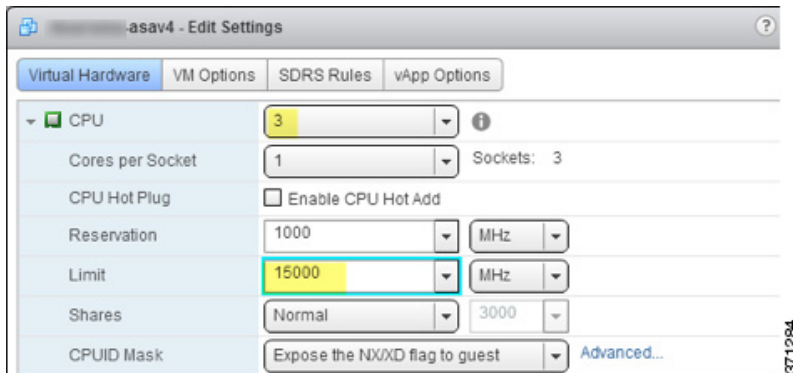 asav4 - Edit Settings ?
Virtual Hardware VM Options SDRS Rules vApp Options
CPU 3
Cores per Socket 1 Sockets: 3
CPU Hot Plug Enable CPU Hot Add
Reservation 1000 MHz
Limit 15000 MHz
Shares Normal 3000
CPUID Mask Expose the NX/XD flag to guest Advanced...
371284